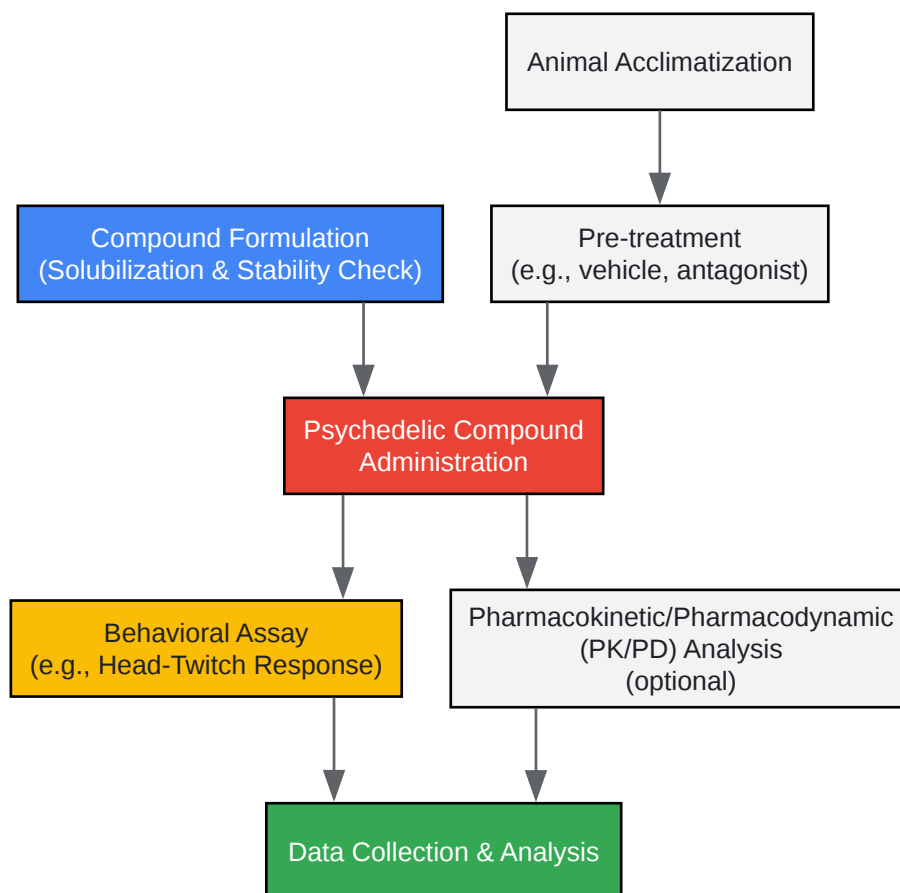 Animal Acclimatization
Compound Formulation
(Solubilization & Stability Check)
Pre-treatment
(e.g., vehicle, antagonist)
Psychedelic Compound
Administration
Behavioral Assay
(e.g., Head-Twitch Response)
Pharmacokinetic/Pharmacodynamic
(PK/PD) Analysis
(optional)
Data Collection & Analysis